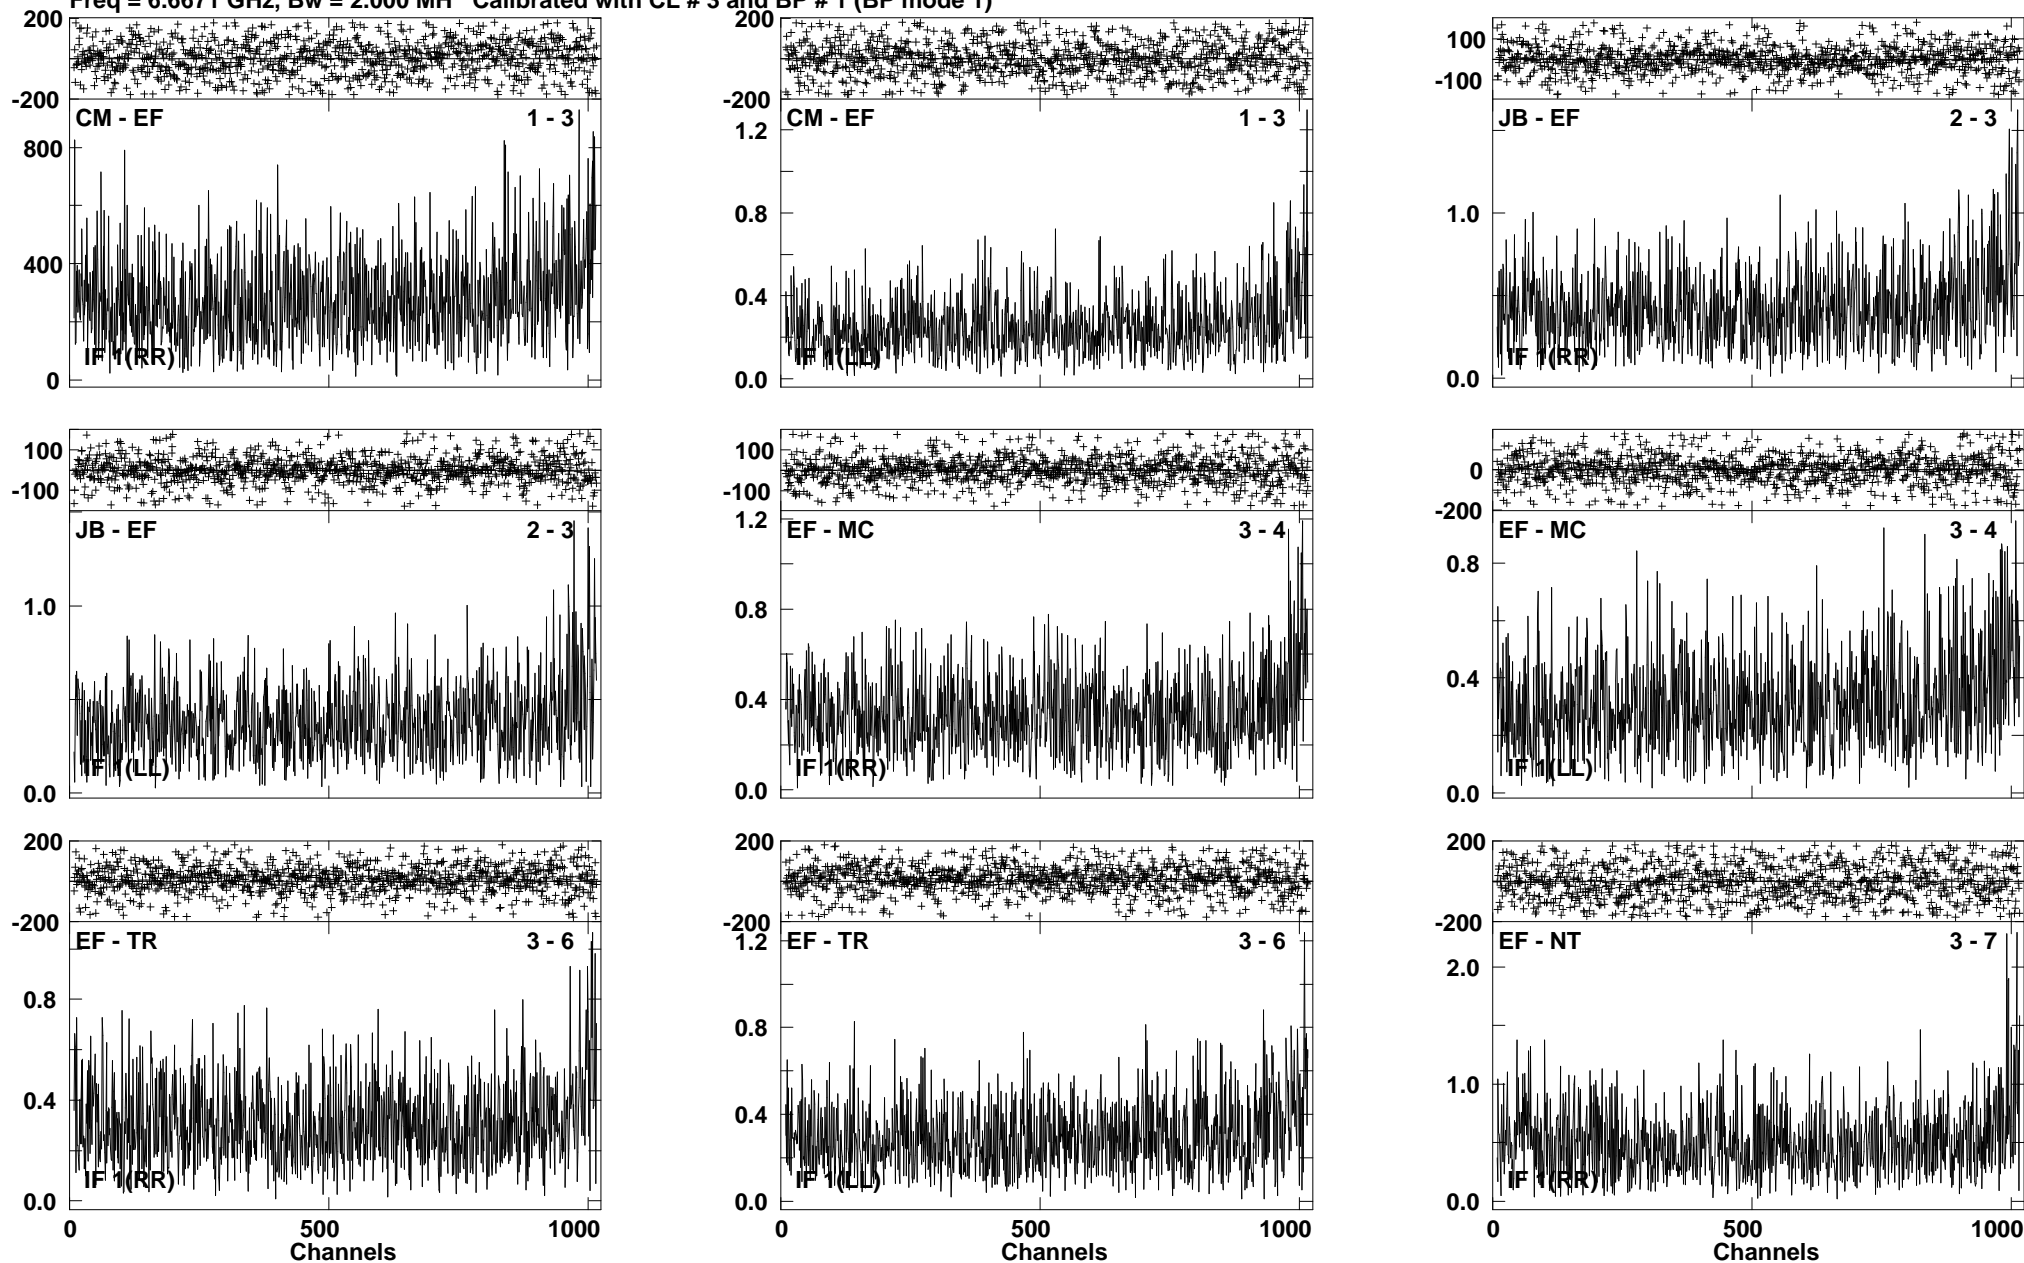 Freq = 6.6671 GHz, Bw = 2.000 MH Calibrated with CL # 3 and BP # 1 (BP mode 1)
200
-200
CM - EF 1 - 3
800
400
0
IF 1(RR)
200
-200
CM - EF 1 - 3
1.2
0.8
0.4
0.0
IF 1(LL)
100
-100
JB - EF 2 - 3
1.0
0.0
IF 1(RR)
100
-100
JB - EF 2 - 3
1.0
0.0
IF 1(LL)
100
-100
1.2
EF - MC 3 - 4
0.8
0.4
0.0
IF 1(RR)
0
-200
EF - MC 3 - 4
0.8
0.4
0.0
IF 1(LL)
200
-200
EF - TR 3 - 6
0.8
0.4
0.0
IF 1(RR)
0 500 1000
Channels
200
-200
EF - TR 3 - 6
1.2
0.8
0.4
0.0
IF 1(LL)
0 500 1000
Channels
200
-200
EF - NT 3 - 7
2.0
1.0
0.0
IF 1(RR)
0 500 1000
Channels